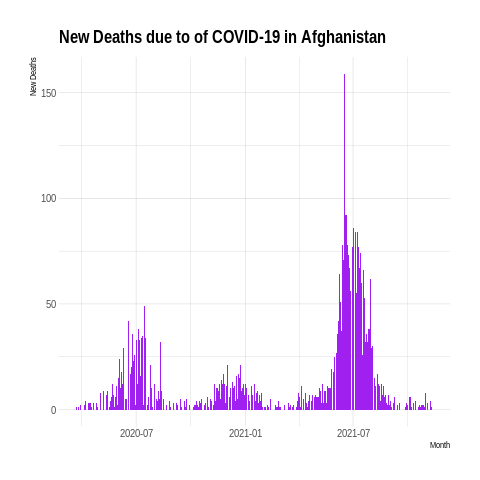 New Deaths due to of COVID-19 in Afghanistan
New Deaths
150
100
50
0
2020-07
2021-01
2021-07
Month